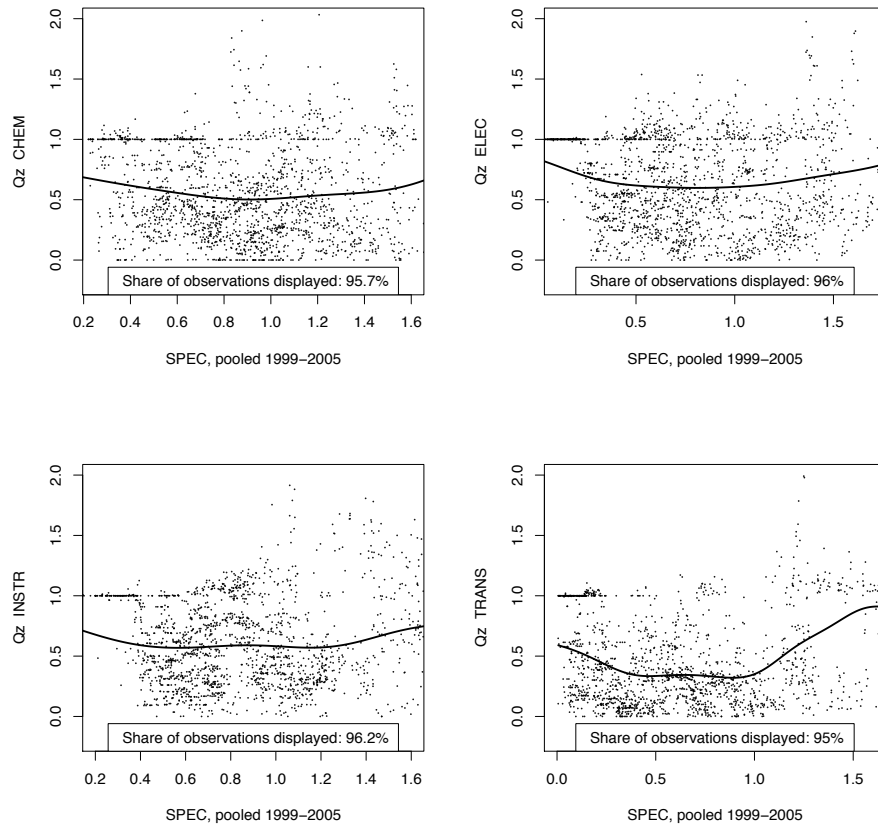 2.0
1.5
1.0
0.5
0.0
Qz CHEM
Share of observations displayed: 95.7%
0.2 0.4 0.6 0.8 1.0 1.2 1.4 1.6
SPEC, pooled 1999−2005
2.0
1.5
1.0
0.5
0.0
Qz ELEC
Share of observations displayed: 96%
0.5 1.0 1.5
SPEC, pooled 1999−2005
2.0
1.5
1.0
0.5
0.0
Qz INSTR
Share of observations displayed: 96.2%
0.2 0.4 0.6 0.8 1.0 1.2 1.4 1.6
SPEC, pooled 1999−2005
2.0
1.5
1.0
0.5
0.0
Qz TRANS
Share of observations displayed: 95%
0.0 0.5 1.0 1.5
SPEC, pooled 1999−2005